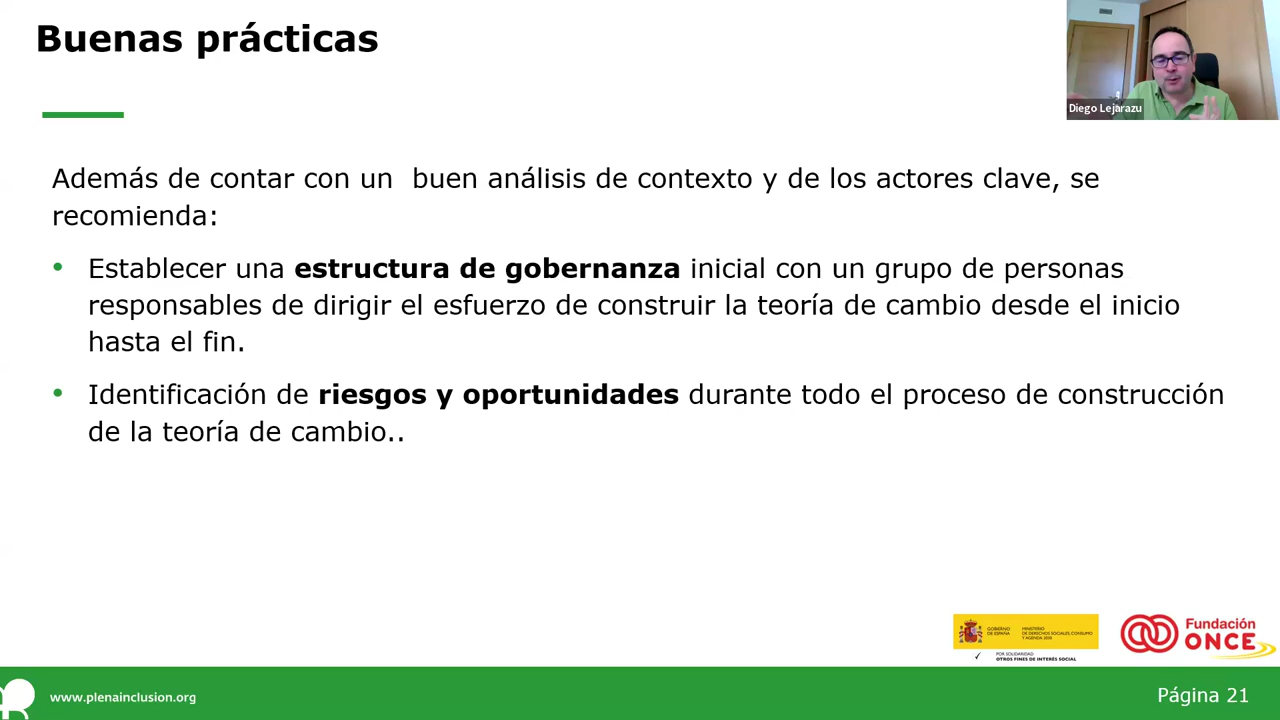 Buenas prácticas
Diego Lejarazu
Además de contar con un  buen análisis de contexto y de los actores clave, se
recomienda:
• Establecer una estructura de gobernanza inicial con un grupo de personas
responsables de dirigir el esfuerzo de construir la teoría de cambio desde el inicio
hasta el fin.
• Identificación de riesgos y oportunidades durante todo el proceso de construcción
de la teoría de cambio..
GOBIERNO
DE ESPAÑA
MINISTERIO
DE DERECHOS SOCIALES, CONSUMO
Y AGENDA 2030
POR SOLIDARIDAD
OTROS FINES DE INTERÉS SOCIAL
Fundación
ONCE
www.plenainclusion.org
Página 21